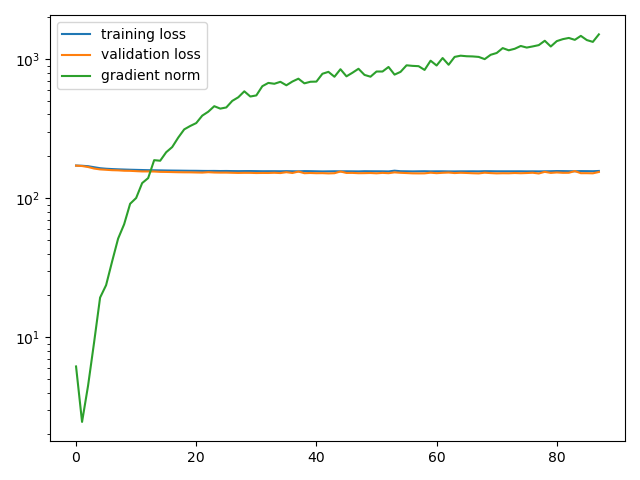 training loss
validation loss
gradient norm
10³
10²
10¹
0 20 40 60 80